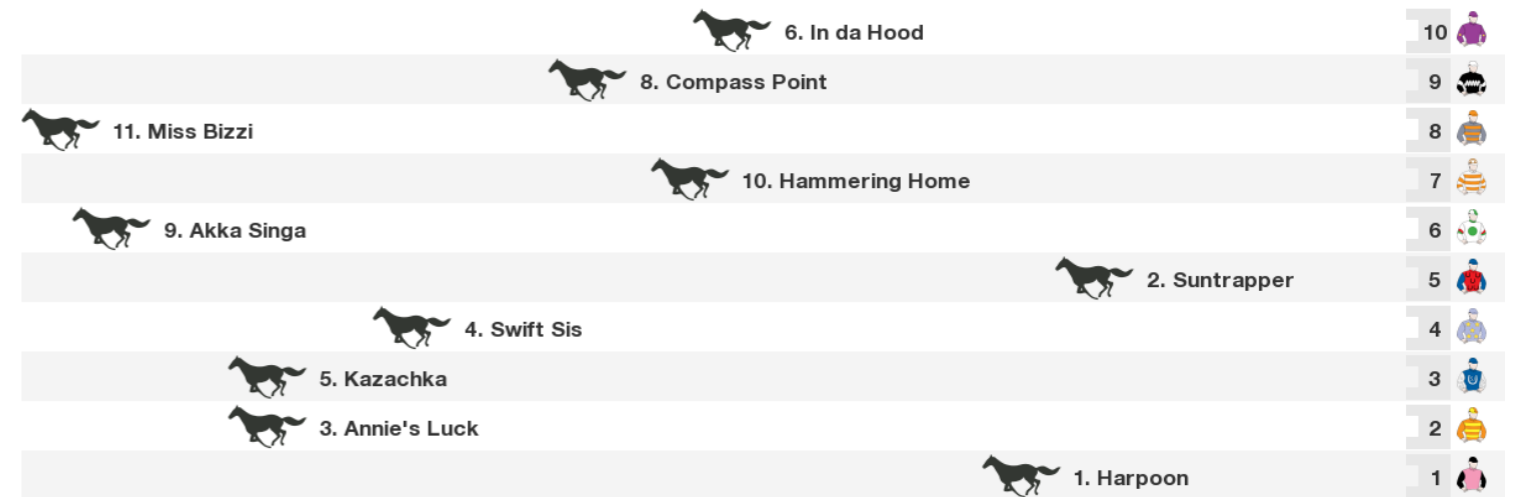 6. In da Hood 10
8. Compass Point 9
11. Miss Bizzi 8
10. Hammering Home 7
9. Akka Singa 6
2. Suntrapper 5
4. Swift Sis 4
5. Kazachka 3
3. Annie's Luck 2
1. Harpoon 1